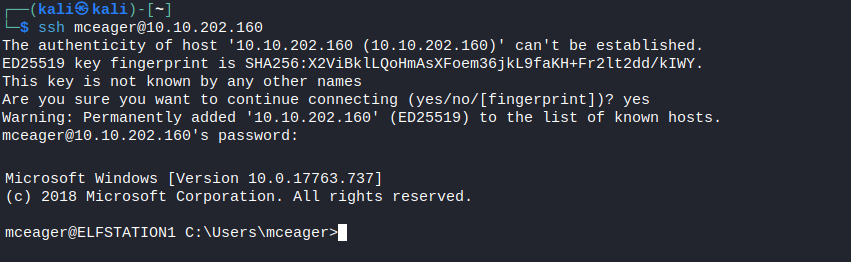 ┌──(kali㉿kali)-[~]
└─$ ssh mceager@10.10.202.160
The authenticity of host '10.10.202.160 (10.10.202.160)' can't be established.
ED25519 key fingerprint is SHA256:X2ViBklLQoHmAsXFoem36jkL9faKH+Fr2lt2dd/kIWY.
This key is not known by any other names
Are you sure you want to continue connecting (yes/no/[fingerprint])? yes
Warning: Permanently added '10.10.202.160' (ED25519) to the list of known hosts.
mceager@10.10.202.160's password:
Microsoft Windows [Version 10.0.17763.737]
(c) 2018 Microsoft Corporation. All rights reserved.
mceager@ELFSTATION1 C:\Users\mceager>